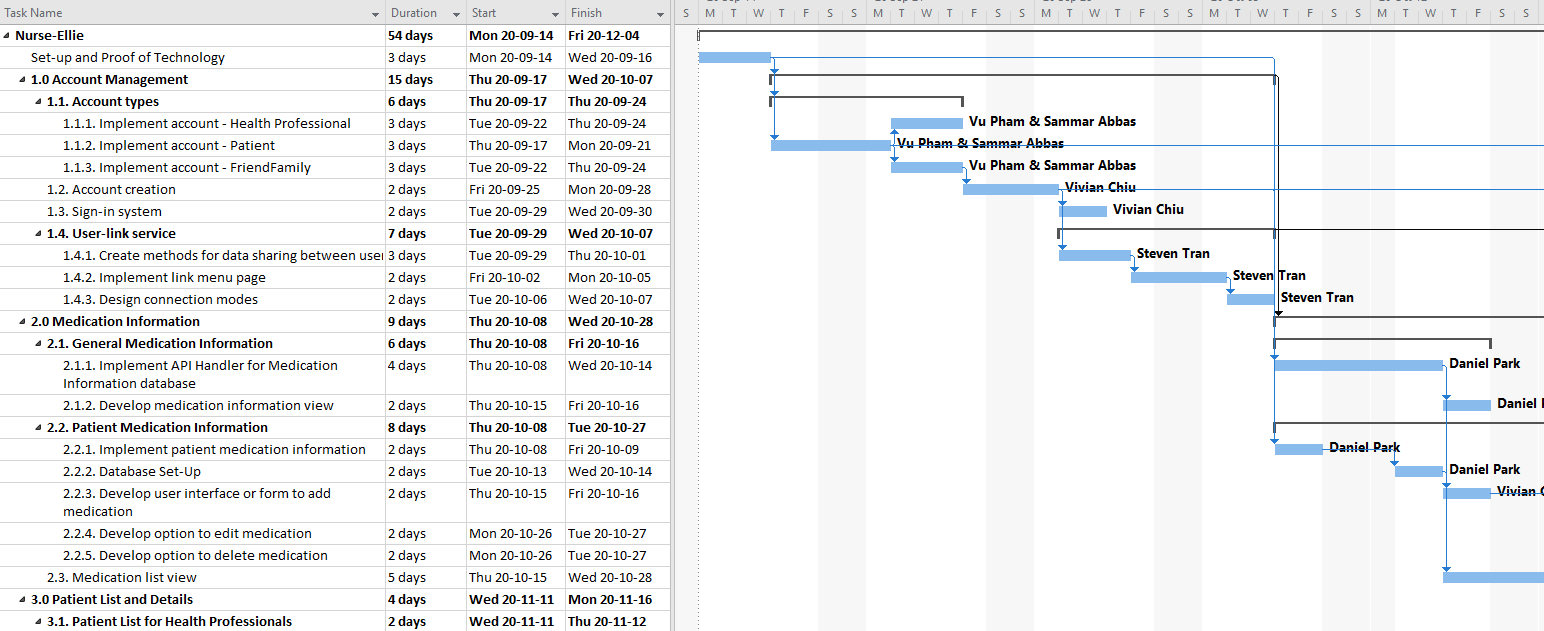 Task Name Duration Start Finish S M T W T F S S M T W T F S S M T W T F S S M T W T F S S M T W T F S S
Nurse-Ellie 54 days Mon 20-09-14 Fri 20-12-04
Set-up and Proof of Technology 3 days Mon 20-09-14 Wed 20-09-16
1.0 Account Management 15 days Thu 20-09-17 Wed 20-10-07
1.1. Account types 6 days Thu 20-09-17 Thu 20-09-24
1.1.1. Implement account - Health Professional 3 days Tue 20-09-22 Thu 20-09-24 Vu Pham & Sammar Abbas
1.1.2. Implement account - Patient 3 days Thu 20-09-17 Mon 20-09-21 Vu Pham & Sammar Abbas
1.1.3. Implement account - FriendFamily 3 days Tue 20-09-22 Thu 20-09-24 Vu Pham & Sammar Abbas
1.2. Account creation 2 days Fri 20-09-25 Mon 20-09-28 Vivian Chiu
1.3. Sign-in system 2 days Tue 20-09-29 Wed 20-09-30 Vivian Chiu
1.4. User-link service 7 days Tue 20-09-29 Wed 20-10-07
1.4.1. Create methods for data sharing between user 3 days Tue 20-09-29 Thu 20-10-01 Steven Tran
1.4.2. Implement link menu page 2 days Fri 20-10-02 Mon 20-10-05 Steven Tran
1.4.3. Design connection modes 2 days Tue 20-10-06 Wed 20-10-07 Steven Tran
2.0 Medication Information 9 days Thu 20-10-08 Wed 20-10-28
2.1. General Medication Information 6 days Thu 20-10-08 Fri 20-10-16
2.1.1. Implement API Handler for Medication 4 days Thu 20-10-08 Wed 20-10-14 Daniel Park
Information database
2.1.2. Develop medication information view 2 days Thu 20-10-15 Fri 20-10-16 Daniel
2.2. Patient Medication Information 8 days Thu 20-10-08 Tue 20-10-27
2.2.1. Implement patient medication information 2 days Thu 20-10-08 Fri 20-10-09 Daniel Park
2.2.2. Database Set-Up 2 days Tue 20-10-13 Wed 20-10-14 Daniel Park
2.2.3. Develop user interface or form to add 2 days Thu 20-10-15 Fri 20-10-16 Vivian
medication
2.2.4. Develop option to edit medication 2 days Mon 20-10-26 Tue 20-10-27
2.2.5. Develop option to delete medication 2 days Mon 20-10-26 Tue 20-10-27
2.3. Medication list view 5 days Thu 20-10-15 Wed 20-10-28
3.0 Patient List and Details 4 days Wed 20-11-11 Mon 20-11-16
3.1. Patient List for Health Professionals 2 days Wed 20-11-11 Thu 20-11-12